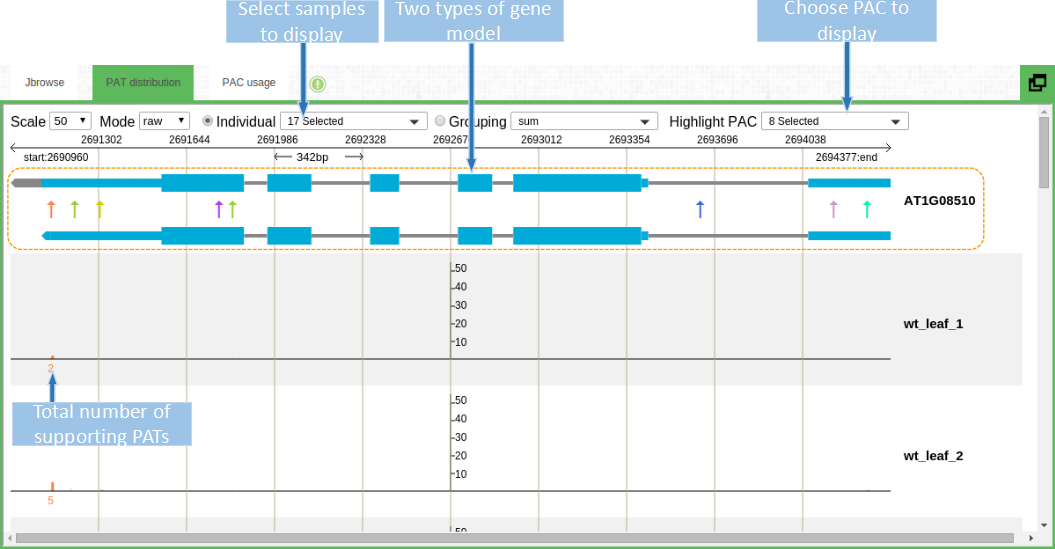 Select samples
to display
Two types of gene
model
Choose PAC to
display
Jbrowse
PAT distribution
PAC usage
Scale 50 Mode raw Individual 17 Selected Grouping sum Highlight PAC 8 Selected
2691302 2691644 2691986 2692328 269267 2693012 2693354 2693696 2694038
start:2690960 342bp 2694377:end
AT1G08510
50
40
30
20
10
wt_leaf_1
2
Total number of
supporting PATs
50
40
30
20
10
wt_leaf_2
5
50